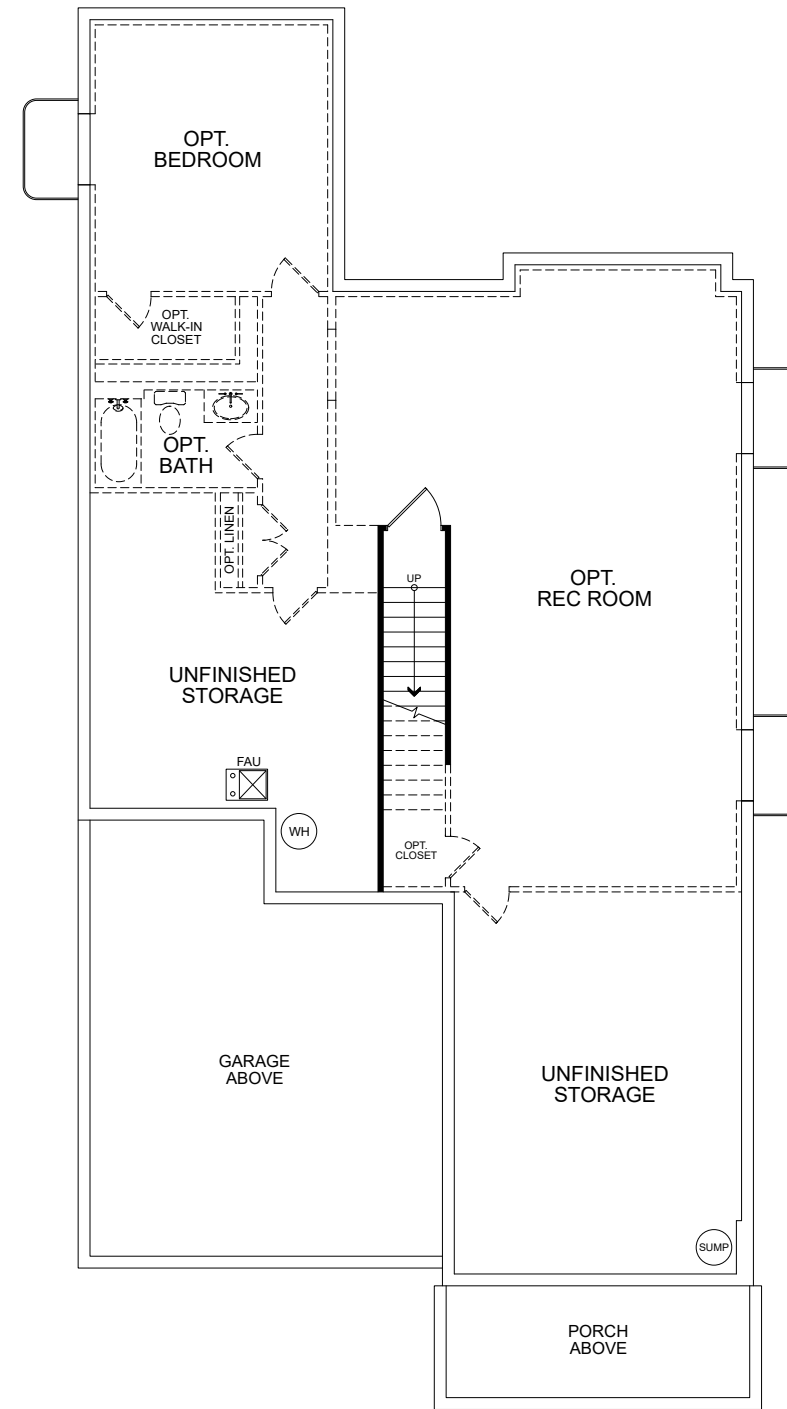 OPT.
BEDROOM
OPT.
WALK-IN
CLOSET
OPT.
BATH
OPT. LINEN
UP
OPT.
REC ROOM
UNFINISHED
STORAGE
FAU
WH
OPT.
CLOSET
GARAGE
ABOVE
UNFINISHED
STORAGE
SUMP
PORCH
ABOVE